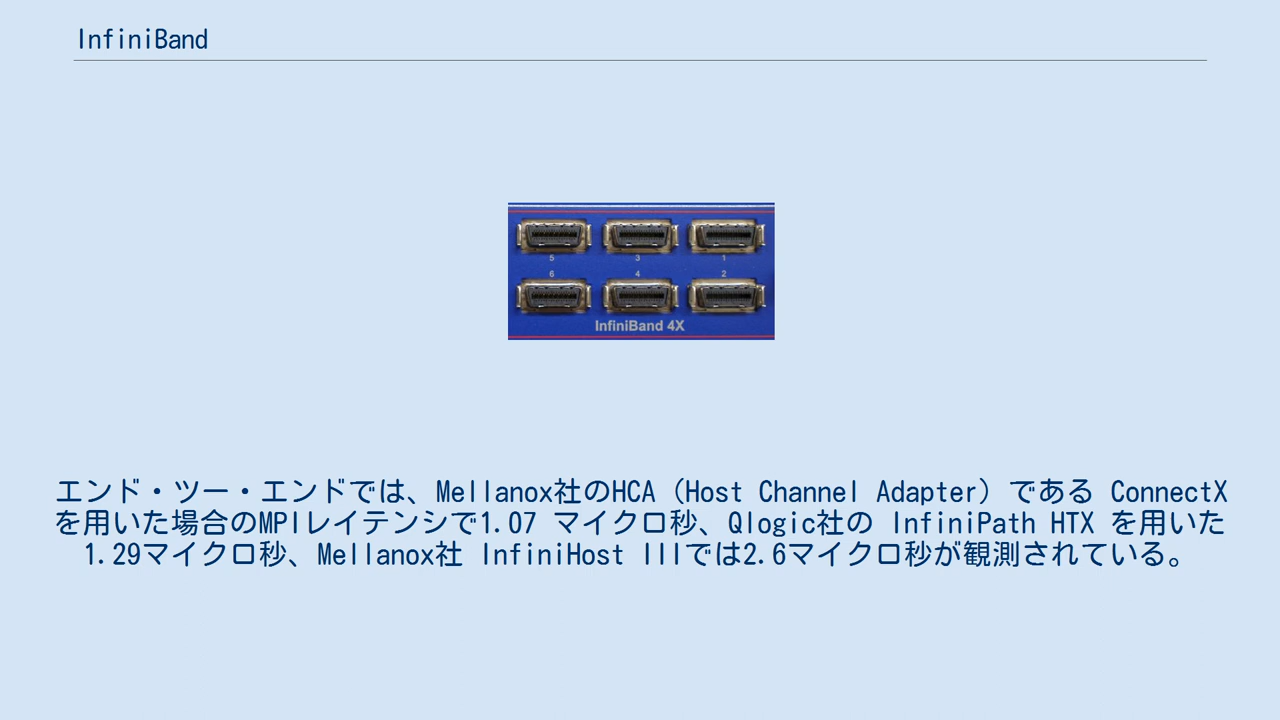 InfiniBand
5 3 1
6 4 2
InfiniBand 4X
エンド・ツー・エンドでは、Mellanox社のHCA（Host Channel Adapter）である ConnectX
を用いた場合のMPIレイテンシで1.07 マイクロ秒、Qlogic社の InfiniPath HTX を用いた
1.29マイクロ秒、Mellanox社 InfiniHost IIIでは2.6マイクロ秒が観測されている。